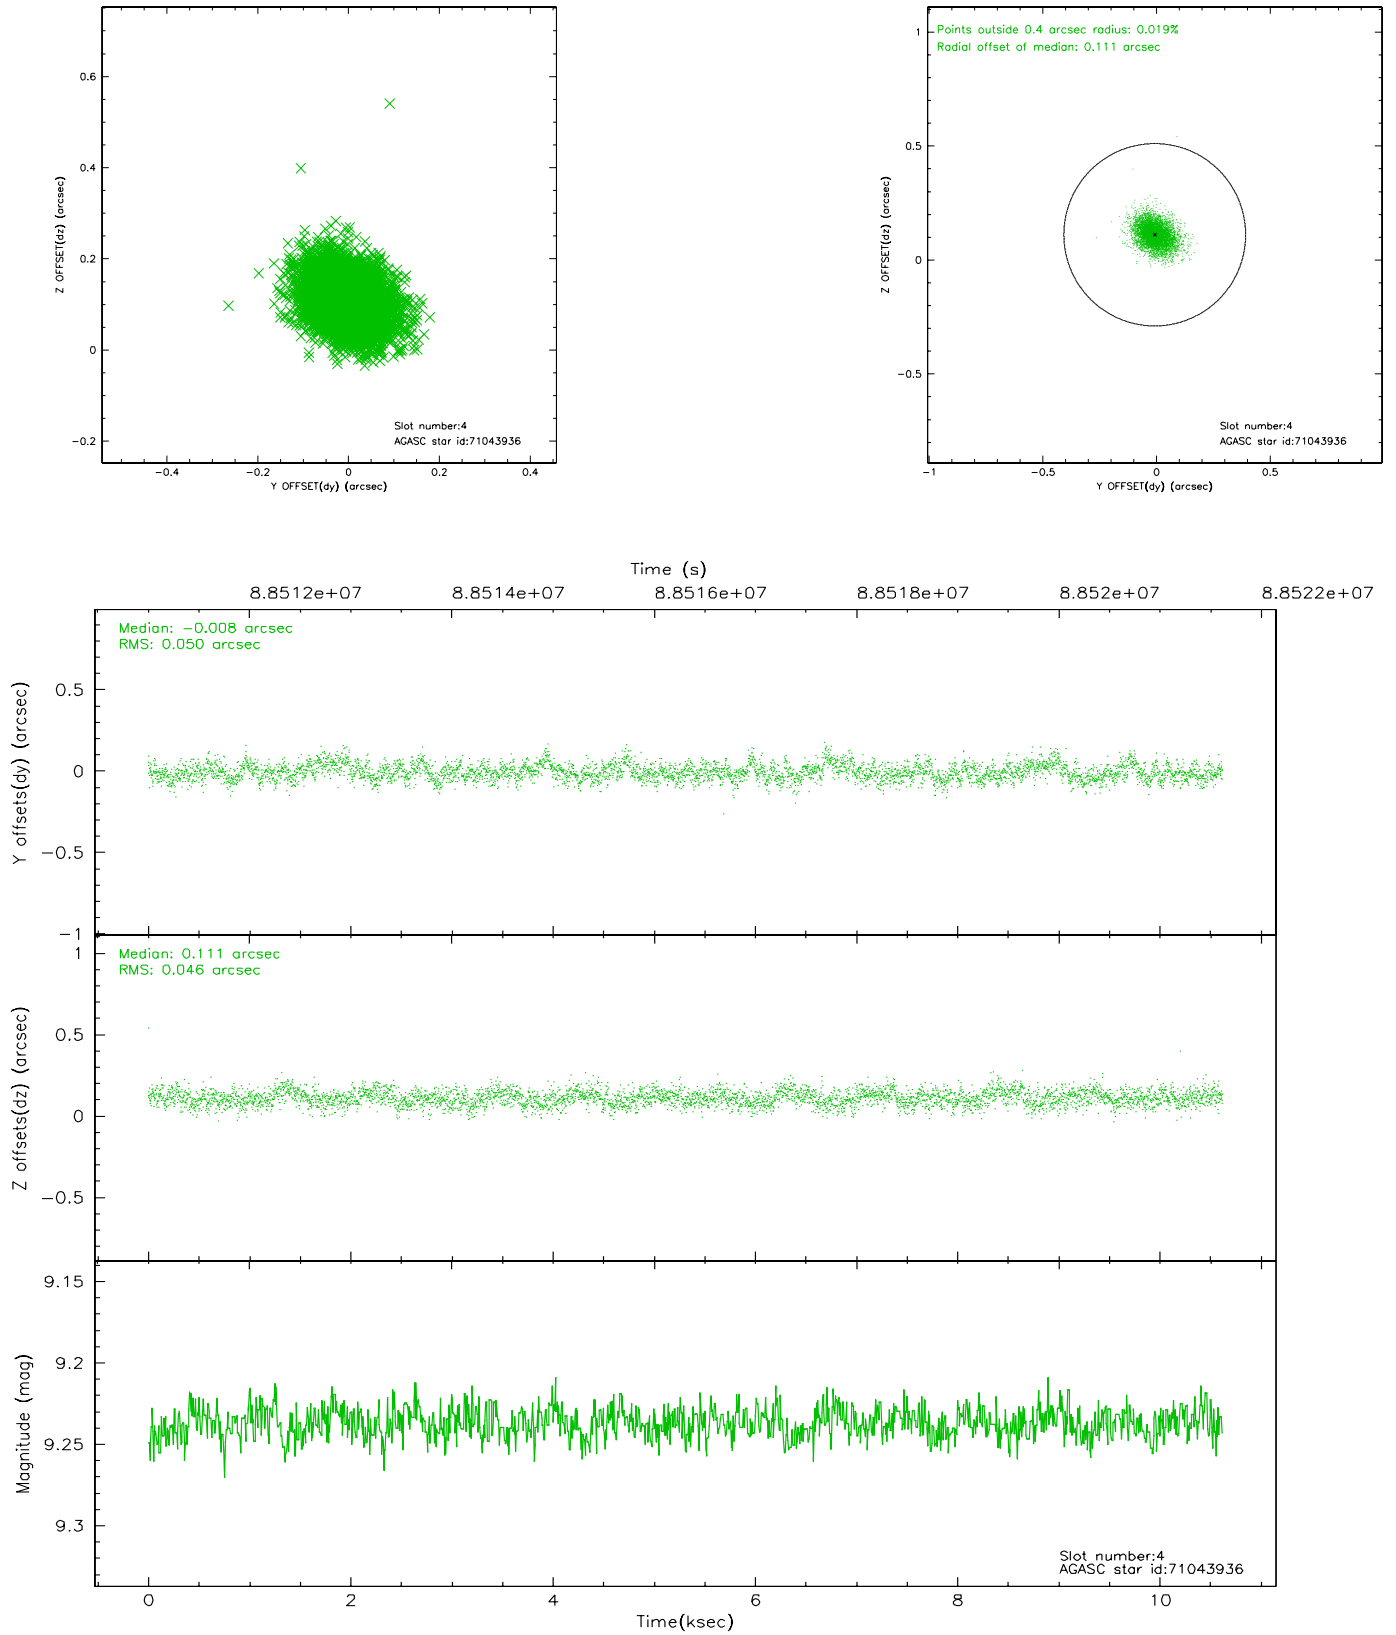 0.6
0.4
0.2
0
−0.2
Z OFFSET(dz) (arcsec)
Slot number:4
AGASC star id:71043936
−0.4 −0.2 0 0.2 0.4
Y OFFSET(dy) (arcsec)
Points outside 0.4 arcsec radius: 0.019%
Radial offset of median: 0.111 arcsec
1
0.5
0
−0.5
Z OFFSET(dz) (arcsec)
Slot number:4
AGASC star id:71043936
−1 −0.5 0 0.5
Y OFFSET(dy) (arcsec)
Time (s)
8.8512e+07 8.8514e+07 8.8516e+07 8.8518e+07 8.852e+07 8.8522e+07
Median: −0.008 arcsec
RMS: 0.050 arcsec
0.5
0
−0.5
−1
Y offsets(dy) (arcsec)
Median: 0.111 arcsec
RMS: 0.046 arcsec
1
0.5
0
−0.5
Z offsets(dz) (arcsec)
9.15
9.2
9.25
9.3
Magnitude (mag)
Slot number:4
AGASC star id:71043936
0 2 4 6 8 10
Time(ksec)